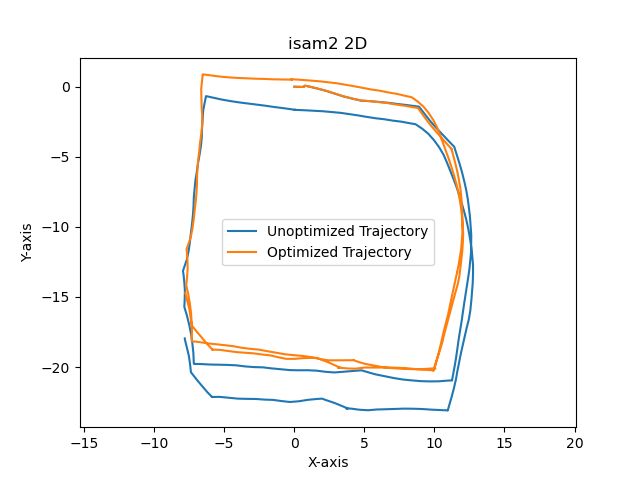 isam2 2D
0
−5
−10
−15
−20
Y-axis
Unoptimized Trajectory
Optimized Trajectory
−15
−10
−5
0
5
10
15
20
X-axis